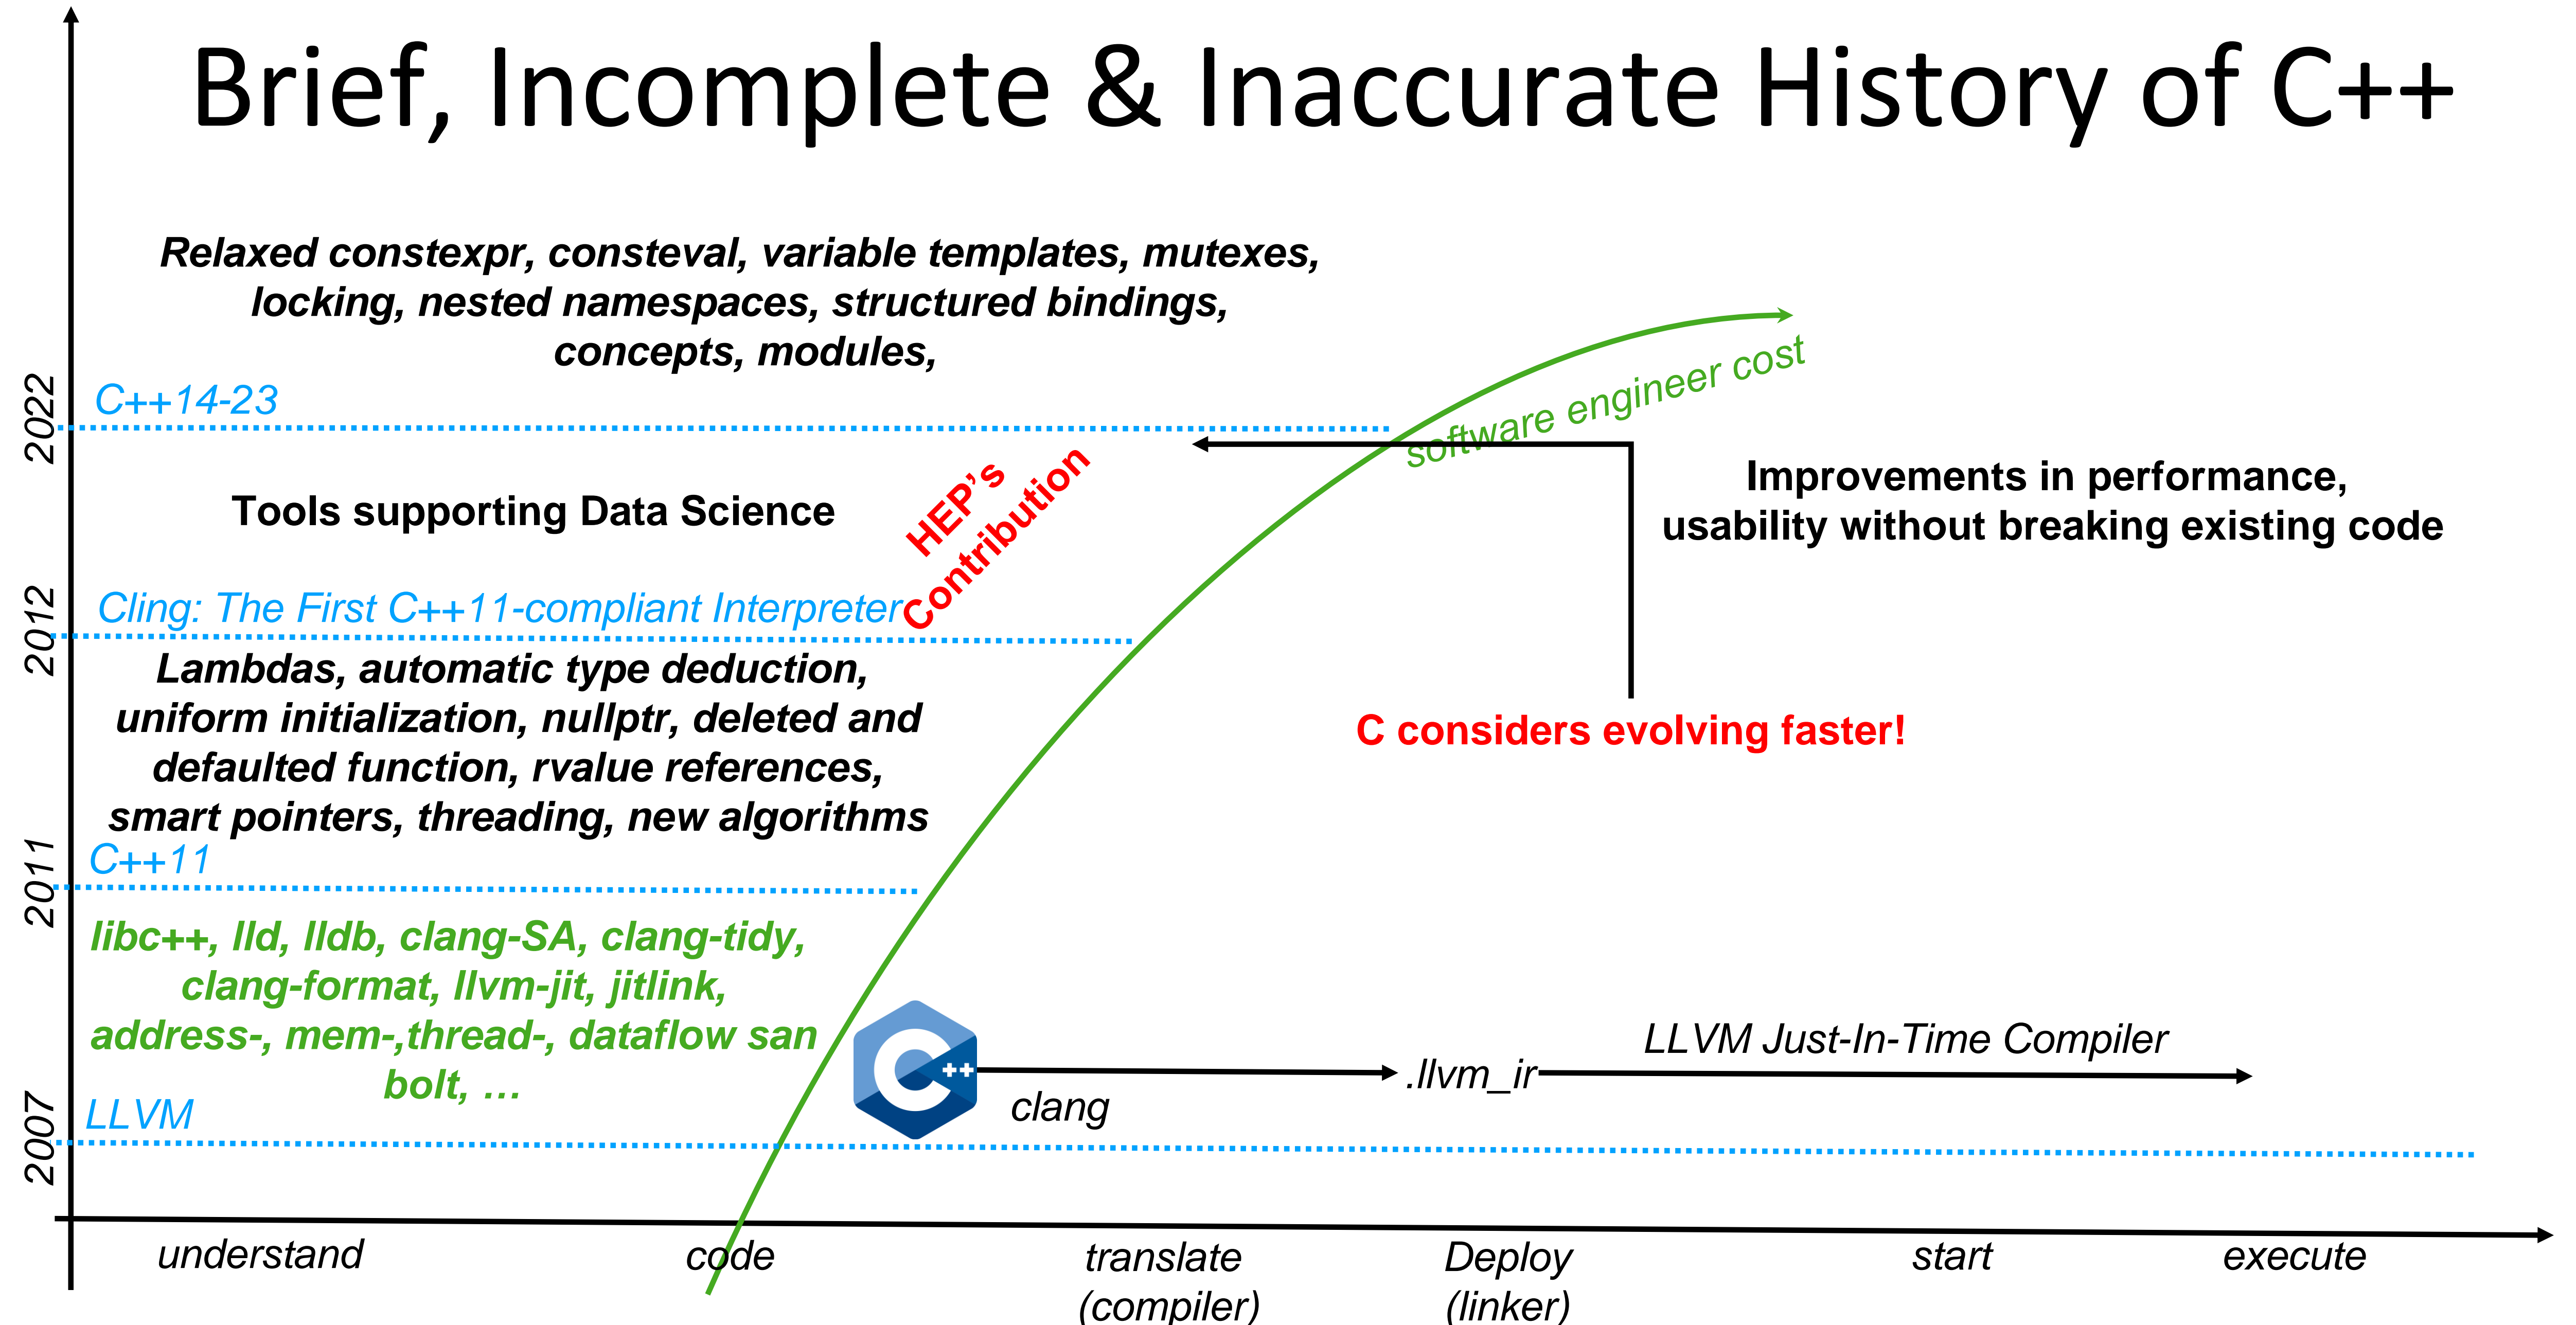 Brief, Incomplete & Inaccurate History of C++
Relaxed constexpr, consteval, variable templates, mutexes,
locking, nested namespaces, structured bindings,
concepts, modules,
2022
C++14-23
software engineer cost
Tools supporting Data Science
HEP's
Contribution
Improvements in performance,
usability without breaking existing code
2012
Cling: The First C++11-compliant Interpreter
Lambdas, automatic type deduction,
uniform initialization, nullptr, deleted and
defaulted function, rvalue references,
smart pointers, threading, new algorithms
C considers evolving faster!
2011
C++11
libc++, lld, lldb, clang-SA, clang-tidy,
clang-format, llvm-jit, jitlink,
address-, mem-,thread-, dataflow san
bolt, …
C++
clang
.llvm_ir
LLVM Just-In-Time Compiler
2007
LLVM
understand
code
translate
(compiler)
Deploy
(linker)
start
execute